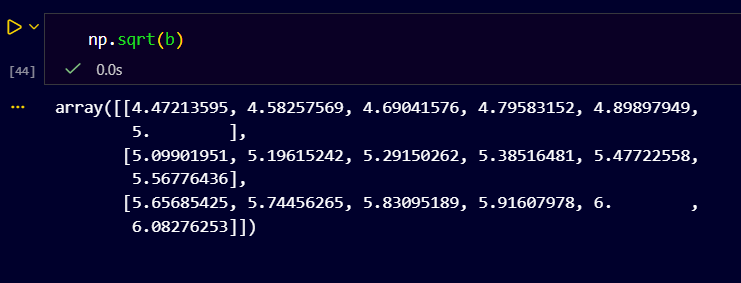 np.sqrt(b)
[44]
0.0s
array([[4.47213595, 4.58257569, 4.69041576, 4.79583152, 4.89897949,
        5.        ],
       [5.09901951, 5.19615242, 5.29150262, 5.38516481, 5.47722558,
        5.56776436],
       [5.65685425, 5.74456265, 5.83095189, 5.91607978, 6.        ,
        6.08276253]])